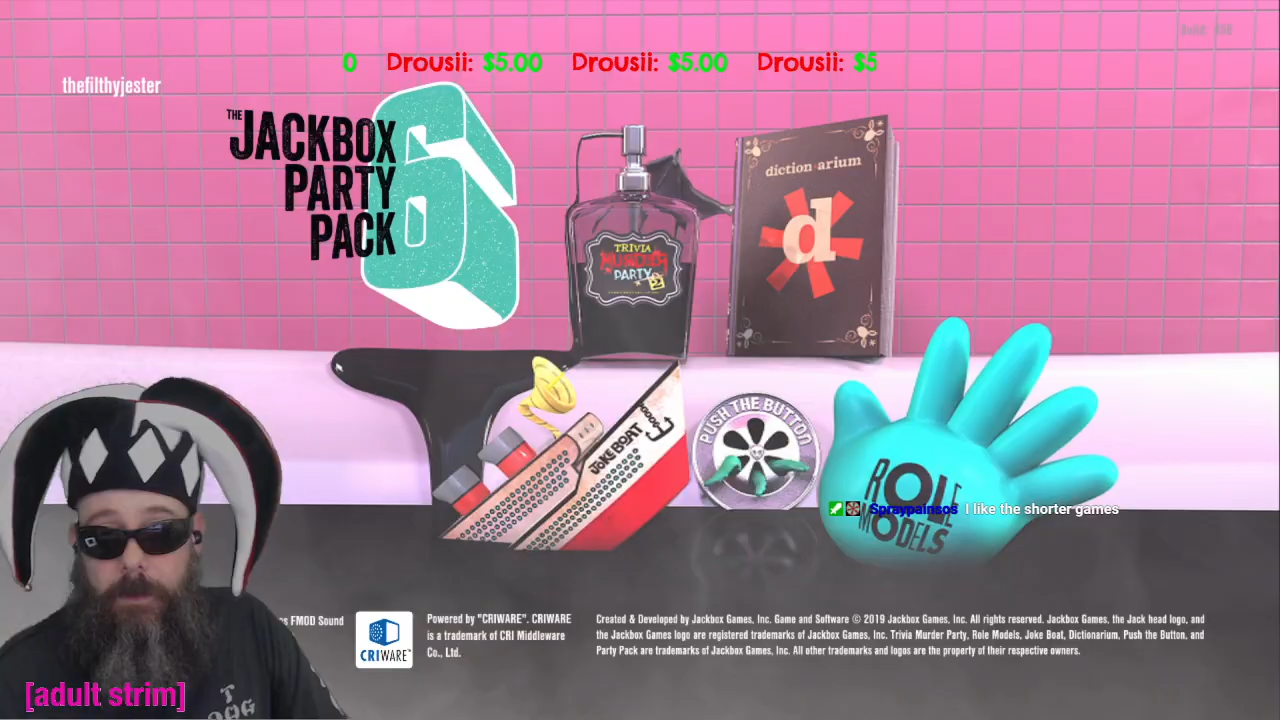 0 Drousii: $5.00 Drousii: $5.00 Drousii: $5
thefilthyjester
THE
JACKBOX
PARTY
PACK
6
TRIVIA
MURDER
PARTY
2
diction arium
d
JOKEBOAT
PUSH THE BUTTON
ROLE
MODELS
Spraypainsos I like the shorter games
s FMOD Sound
CRIWARE
Powered by "CRIWARE". CRIWARE
is a trademark of CRI Middleware
Co., Ltd.
Created & Developed by Jackbox Games, Inc. Game and Software © 2019 Jackbox Games, Inc. All rights reserved. Jackbox Games, the Jack head logo, and
the Jackbox Games logo are registered trademarks of Jackbox Games, Inc. Trivia Murder Party, Role Models, Joke Boat, Dictionarium, Push the Button, and
Party Pack are trademarks of Jackbox Games, Inc. All other trademarks and logos are the property of their respective owners.
[adult strim]